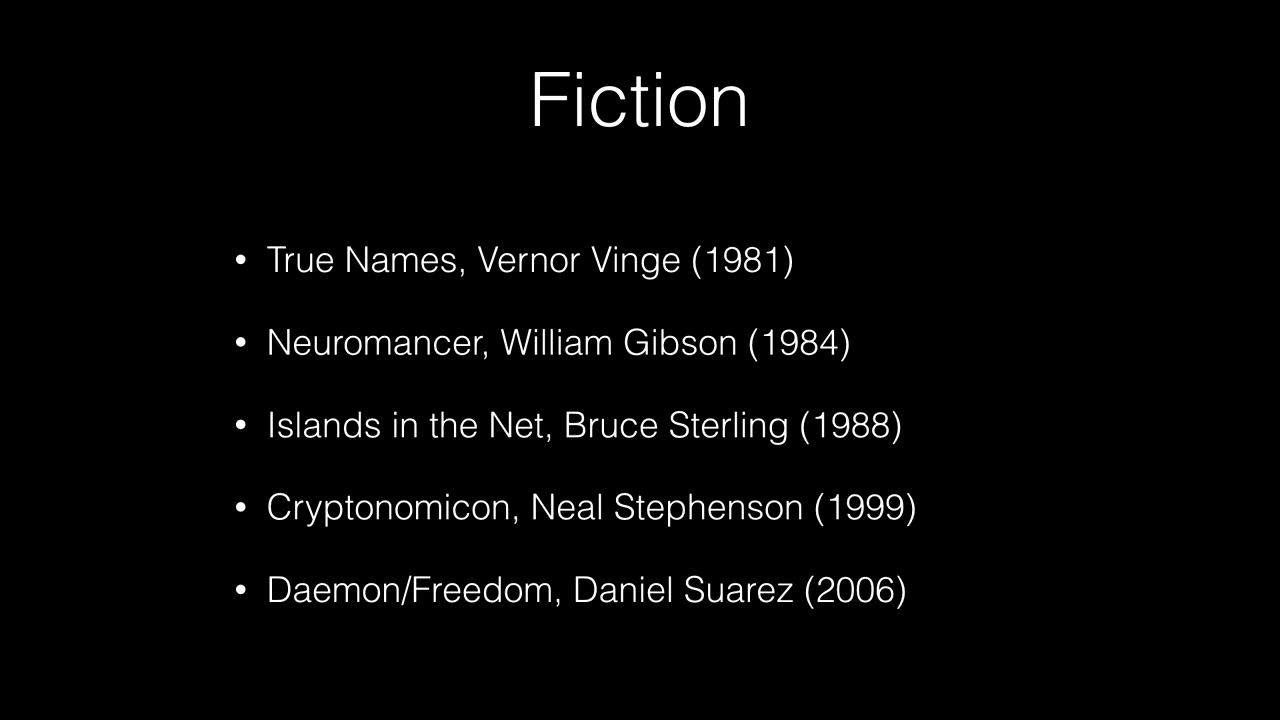 Fiction
• True Names, Vernor Vinge (1981)
• Neuromancer, William Gibson (1984)
• Islands in the Net, Bruce Sterling (1988)
• Cryptonomicon, Neal Stephenson (1999)
• Daemon/Freedom, Daniel Suarez (2006)